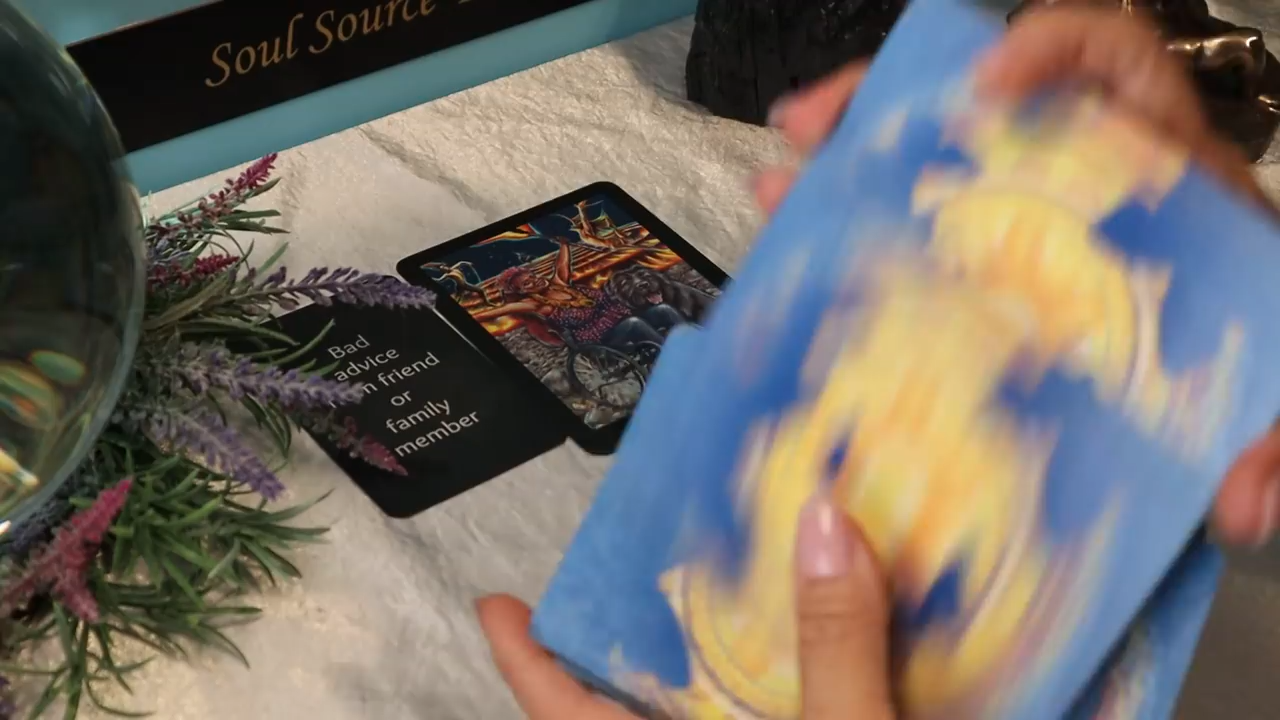 Soul Source
Bad
advice
friend
or
family
member